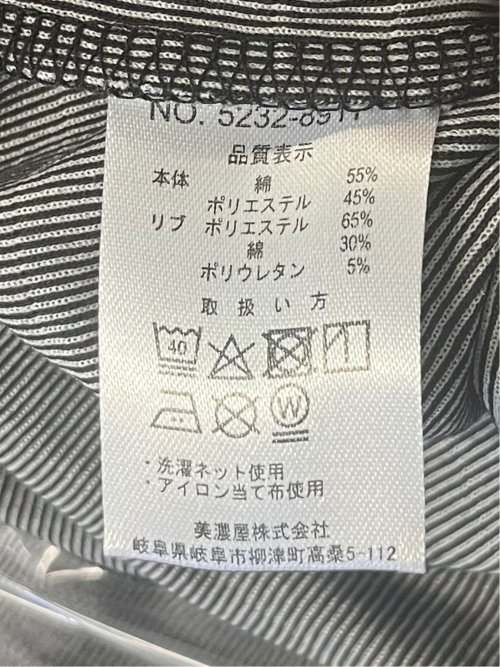 NO. 5232-8911
品質表示
本体 綿 55%
ポリエステル 45%
リブ ポリエステル 65%
綿 30%
ポリウレタン 5%
取扱い方
40
W
・洗濯ネット使用
・アイロン当て布使用
美濃屋株式会社
岐阜県岐阜市柳津町高桑5-112